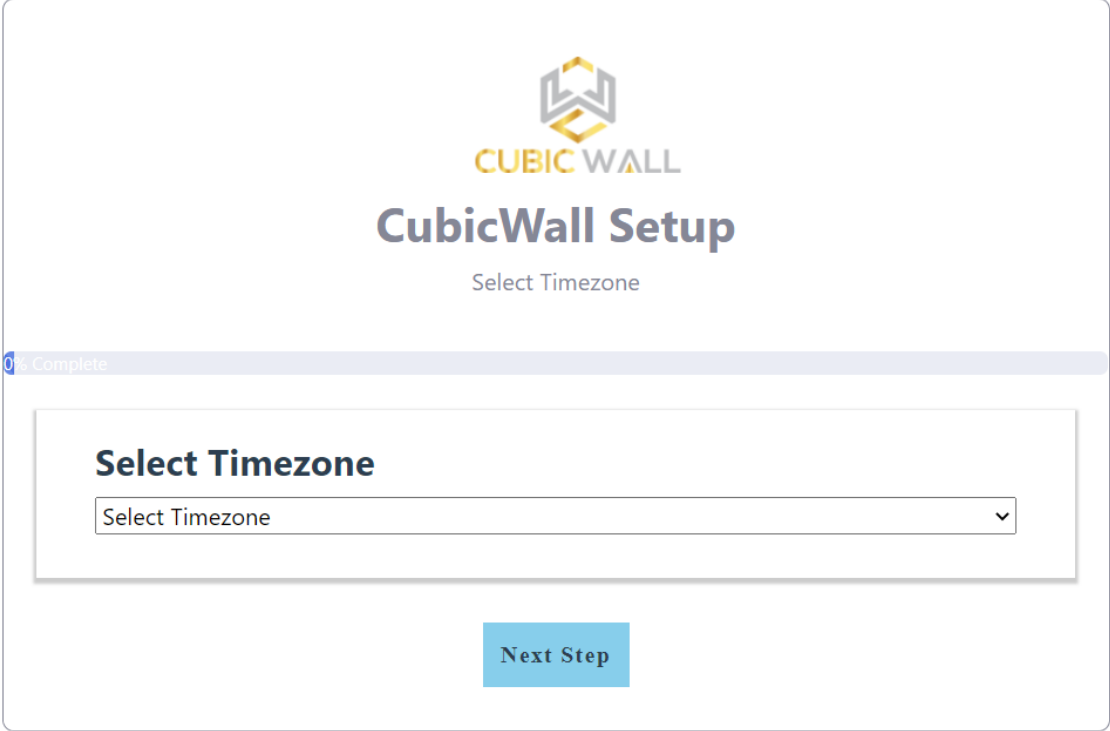 CUBIC WALL
CubicWall Setup
Select Timezone
0% Complete
Select Timezone
Select Timezone
Next Step